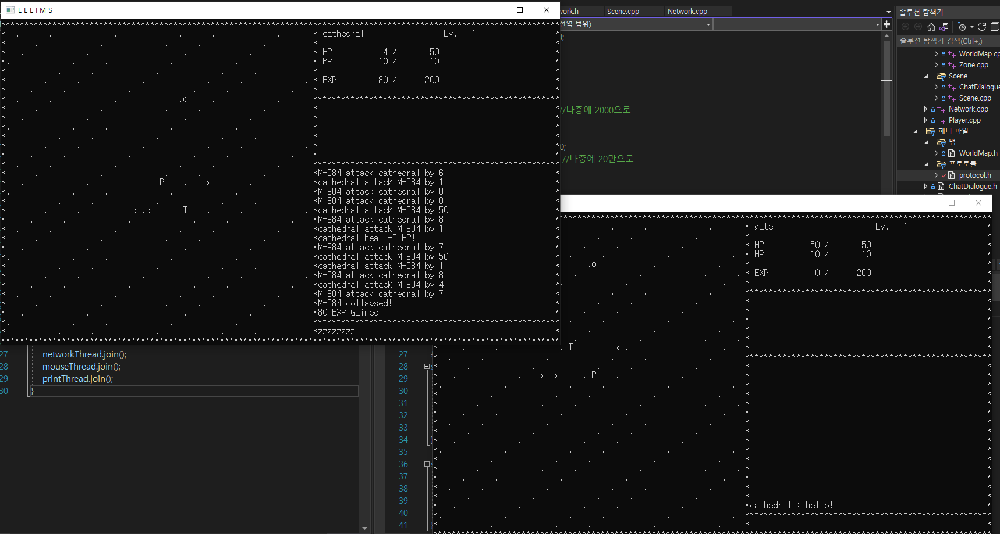 E L L I M S
work.h
Scene.cpp
Network.cpp
솔루션 탐색기
전역 범위)
솔루션 탐색기 검색(Ctrl+;)
cathedral Lv. 1
HP : 4 / 50
MP : 10 / 10
EXP : 80 / 200
M-984 attack cathedral by 6
cathedral attack M-984 by 1
M-984 attack cathedral by 8
M-984 attack cathedral by 8
cathedral attack M-984 by 50
M-984 attack cathedral by 8
cathedral attack M-984 by 1
cathedral heal -9 HP!
M-984 attack cathedral by 7
cathedral attack M-984 by 50
cathedral attack M-984 by 1
M-984 attack cathedral by 8
cathedral attack M-984 by 4
M-984 attack cathedral by 7
M-984 collapsed!
80 EXP Gained!
zzzzzzzz
o
P x
x x T
);
//나중에 2000으로
0;
//나중에 20만으로
WorldMap.cp
Zone.cpp
Scene
ChatDialogue
Scene.cpp
Network.cpp
Player.cpp
헤더 파일
맵
WorldMap.h
프로토콜
protocol.h
ChatDialogue.h
gate Lv. 1
HP : 50 / 50
MP : 10 / 10
EXP : 0 / 200
o
T x
x x P
cathedral : hello!
27 networkThread.join();
28 mouseThread.join();
29 printThread.join();
30 }
27
28
29
30
31
32
33
34
35
36
37
38
39
40
41